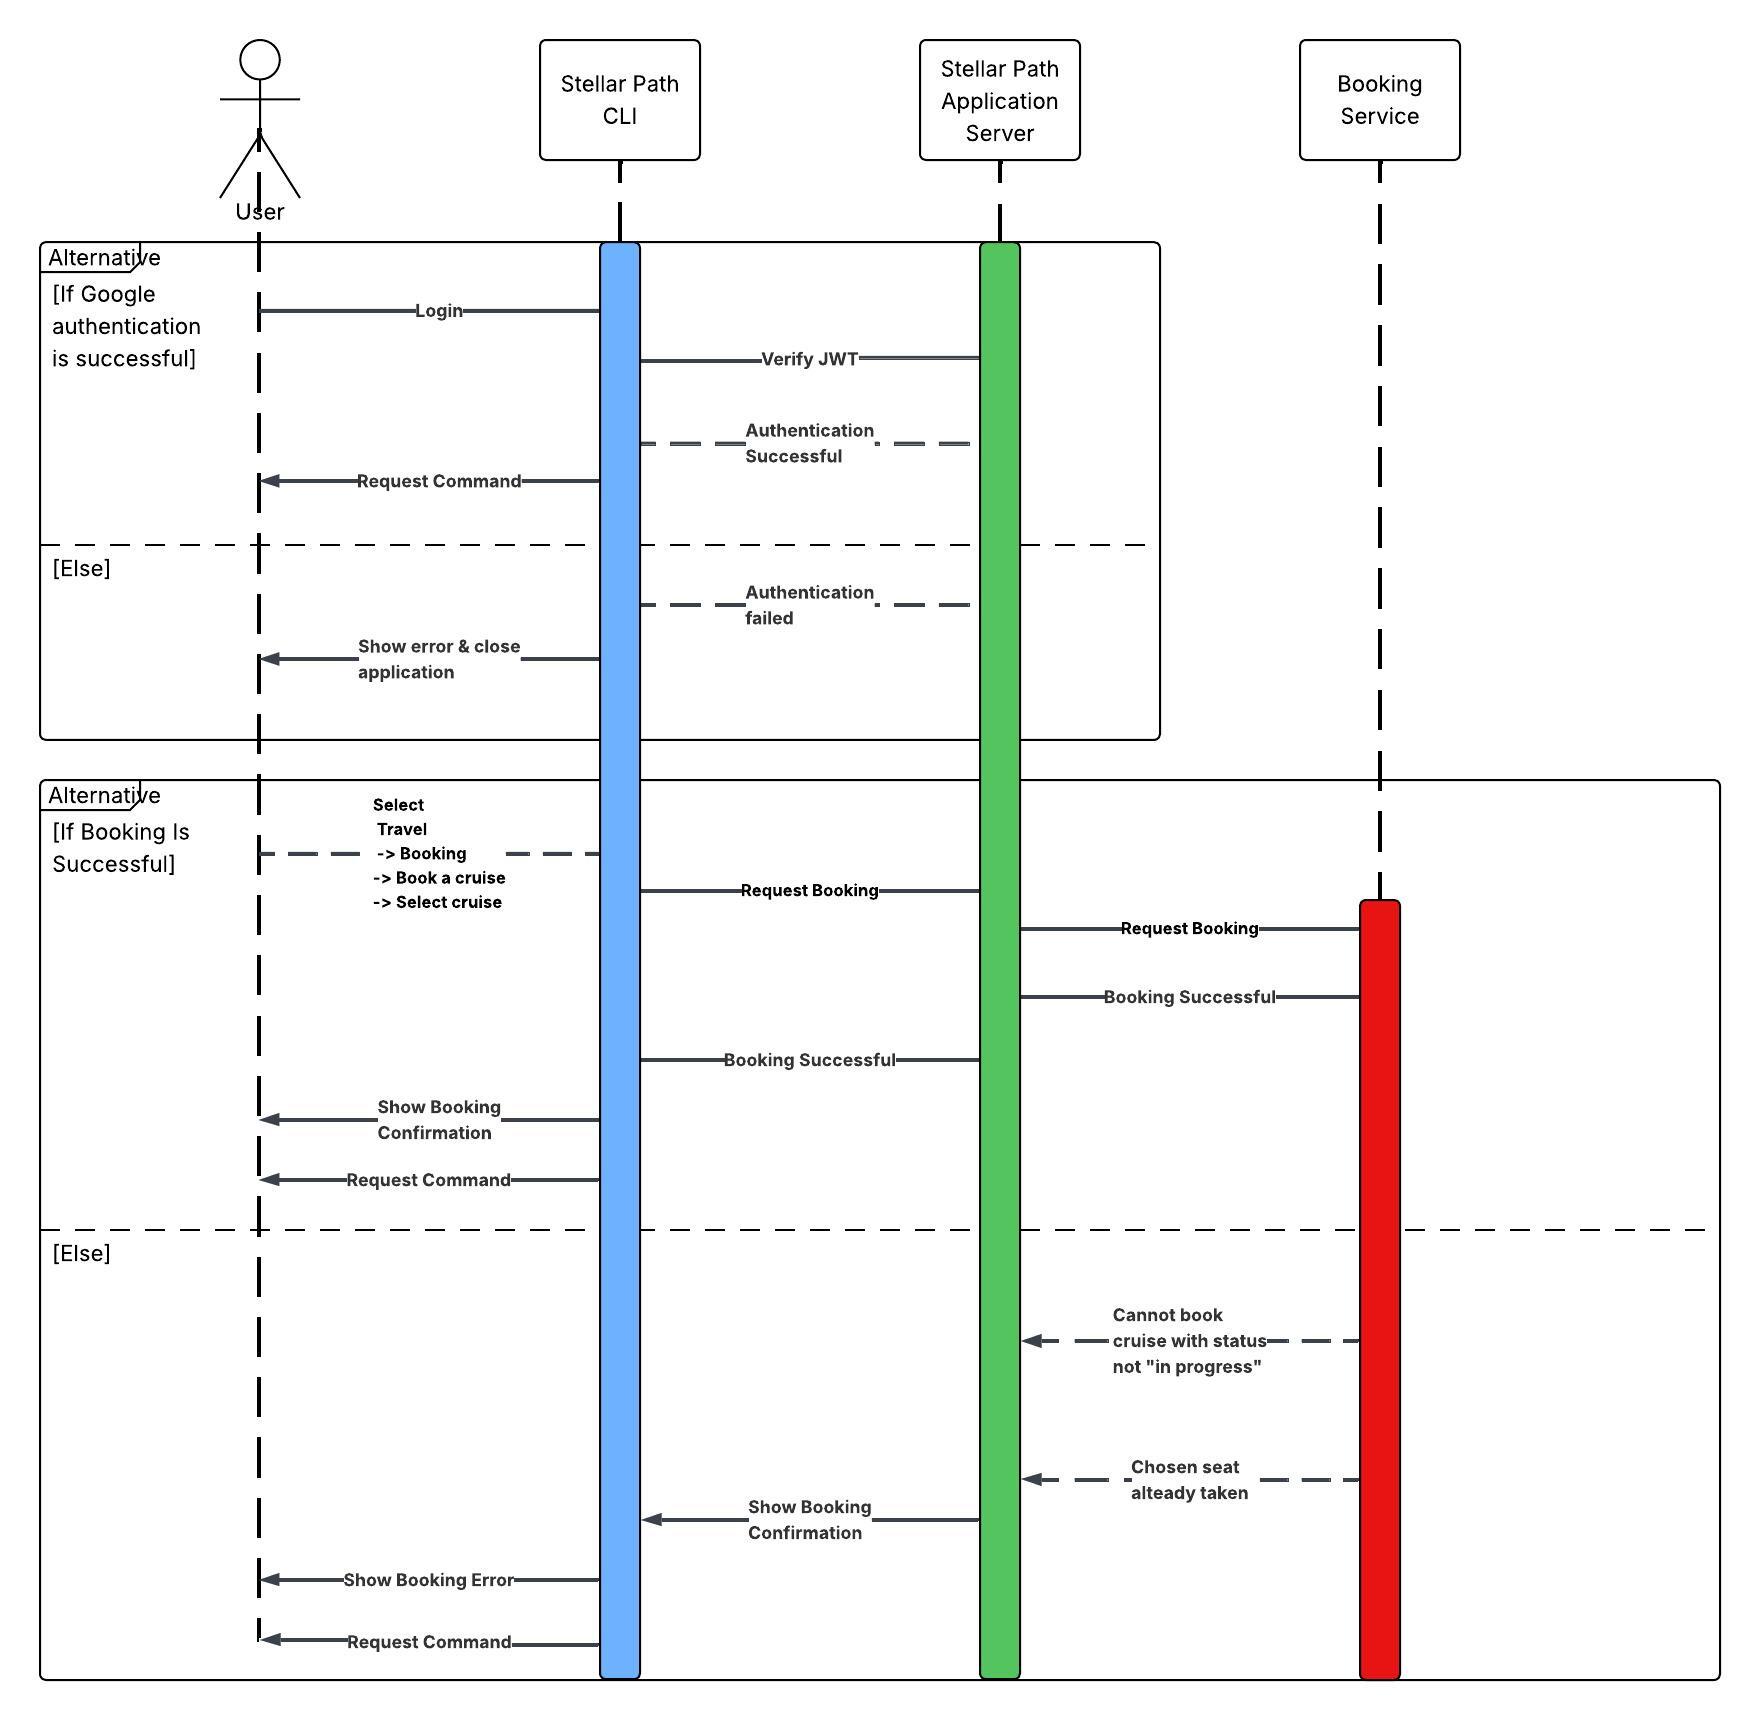 User
Stellar Path
CLI
Stellar Path
Application
Server
Booking
Service
Alternative
[If Google
authentication
is successful]
Login
Verify JWT
Authentication
Successful
Request Command
[Else]
Authentication
failed
Show error & close
application
Alternative
[If Booking Is
Successful]
Select
Travel
-> Booking
-> Book a cruise
-> Select cruise
Request Booking
Request Booking
Booking Successful
Booking Successful
Show Booking
Confirmation
Request Command
[Else]
Cannot book
cruise with status
not "in progress"
Chosen seat
alteady taken
Show Booking
Confirmation
Show Booking Error
Request Command